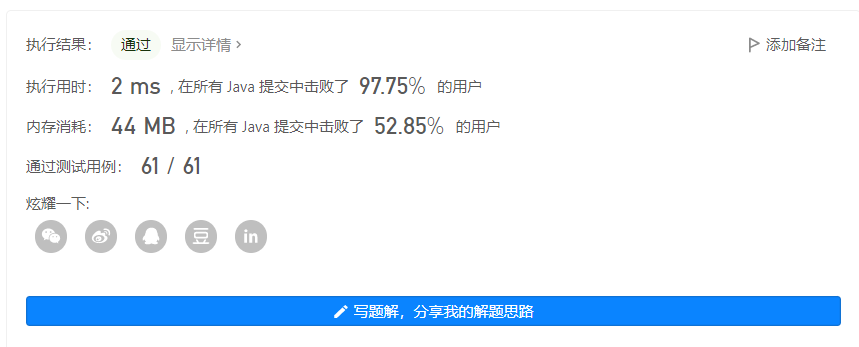 执行结果： 通过 显示详情 › 添加备注
执行用时： 2 ms , 在所有 Java 提交中击败了 97.75% 的用户
内存消耗： 44 MB , 在所有 Java 提交中击败了 52.85% 的用户
通过测试用例： 61 / 61
炫耀一下:
豆 in
写题解，分享我的解题思路